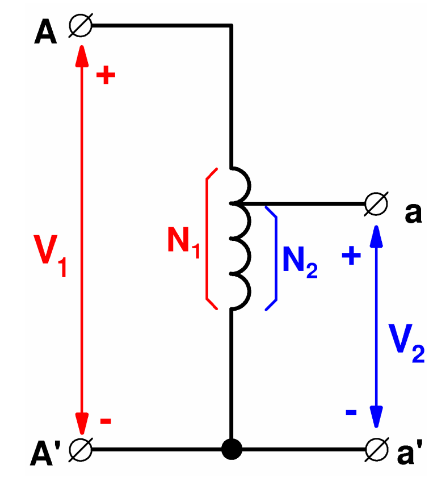 A
+
a
N₁
N₂
+
V₁
V₂
-
-
A'
a'